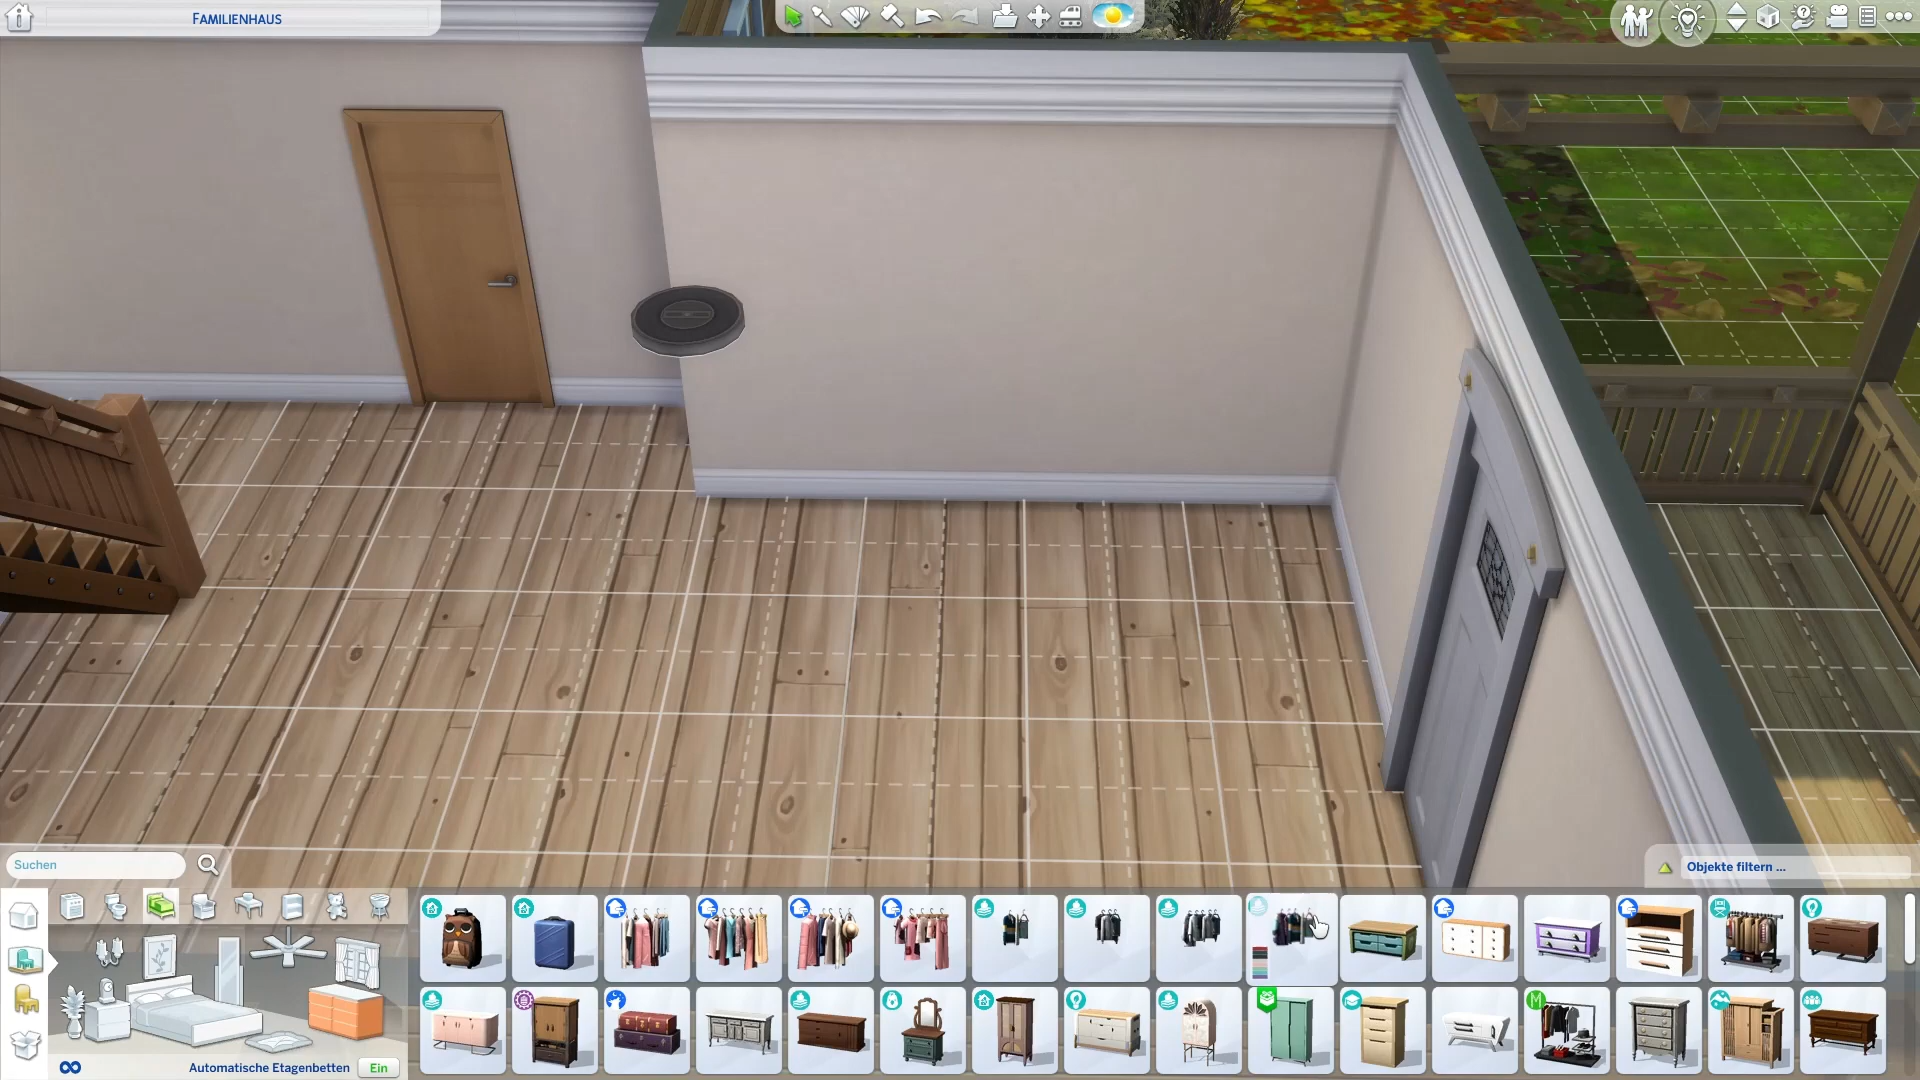 FAMILIENHAUS
Suchen
Objekte filtern ...
Automatische Etagenbetten
Ein